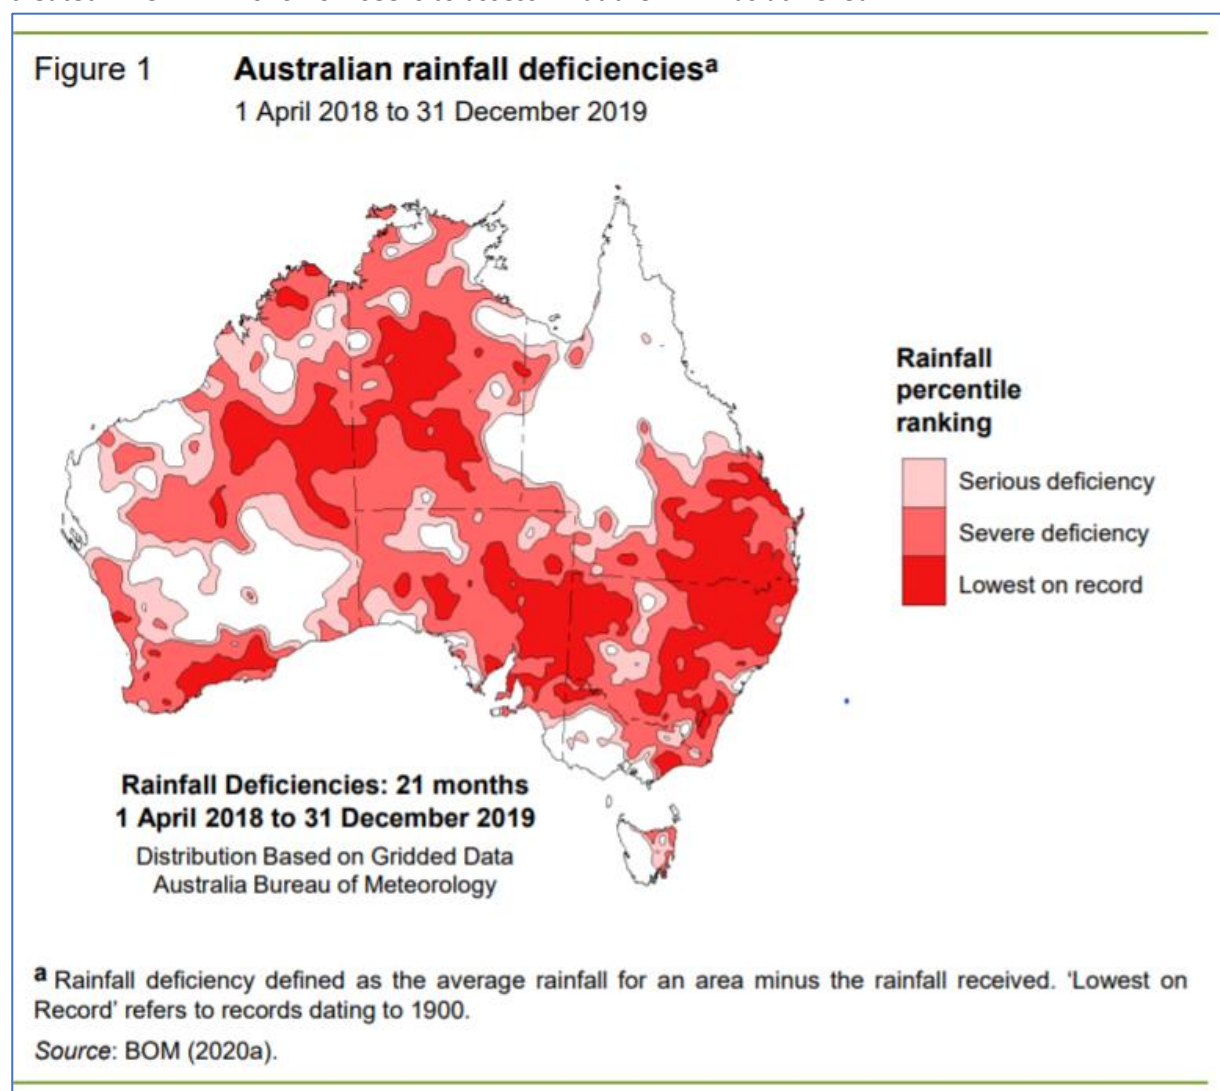 Figure 1 Australian rainfall deficienciesᵃ
1 April 2018 to 31 December 2019
Rainfall
percentile
ranking
Serious deficiency
Severe deficiency
Lowest on record
Rainfall Deficiencies: 21 months
1 April 2018 to 31 December 2019
Distribution Based on Gridded Data
Australia Bureau of Meteorology
ᵃ Rainfall deficiency defined as the average rainfall for an area minus the rainfall received. ‘Lowest on
Record’ refers to records dating to 1900.
Source: BOM (2020a).